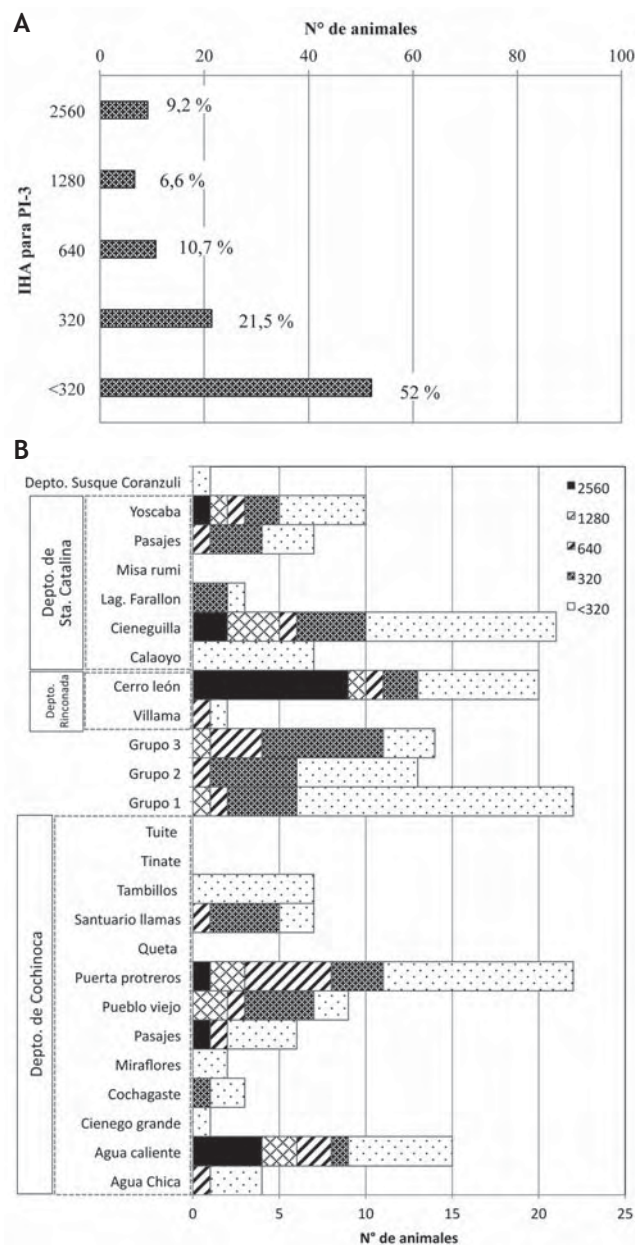 A
N° de animales
0 20 40 60 80 100
IHA para PI-3
2560 9,2 %
1280 6,6 %
640 10,7 %
320 21,5 %
<320 52 %
B
Depto. Susque Coranzuli
Depto. de
Sta. Catalina
Yoscaba
Pasajes
Misa rumi
Lag. Farallon
Cieneguilla
Calaoyo
Depto.
Rinconada
Cerro león
Villama
Grupo 3
Grupo 2
Grupo 1
Depto. de Cochinoca
Tuite
Tinate
Tambillos
Santuario llamas
Queta
Puerta protreros
Pueblo viejo
Pasajes
Miraflores
Cochagaste
Cienego grande
Agua caliente
Agua Chica
2560
1280
640
320
<320
0 5 10 15 20 25
N° de animales